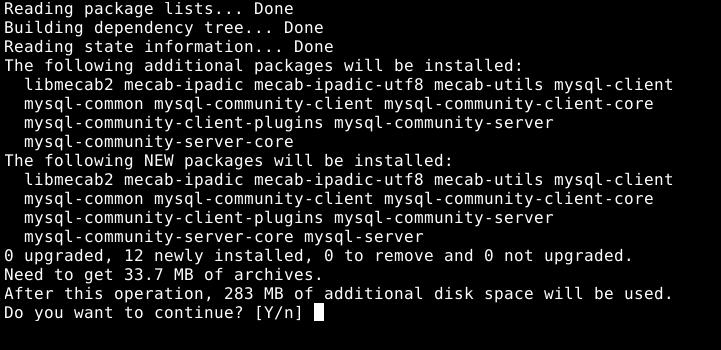 Reading package lists... Done
Building dependency tree... Done
Reading state information... Done
The following additional packages will be installed:
  libmecab2 mecab-ipadic mecab-ipadic-utf8 mecab-utils mysql-client
  mysql-common mysql-community-client mysql-community-client-core
  mysql-community-client-plugins mysql-community-server
  mysql-community-server-core
The following NEW packages will be installed:
  libmecab2 mecab-ipadic mecab-ipadic-utf8 mecab-utils mysql-client
  mysql-common mysql-community-client mysql-community-client-core
  mysql-community-client-plugins mysql-community-server
  mysql-community-server-core mysql-server
0 upgraded, 12 newly installed, 0 to remove and 0 not upgraded.
Need to get 33.7 MB of archives.
After this operation, 283 MB of additional disk space will be used.
Do you want to continue? [Y/n]